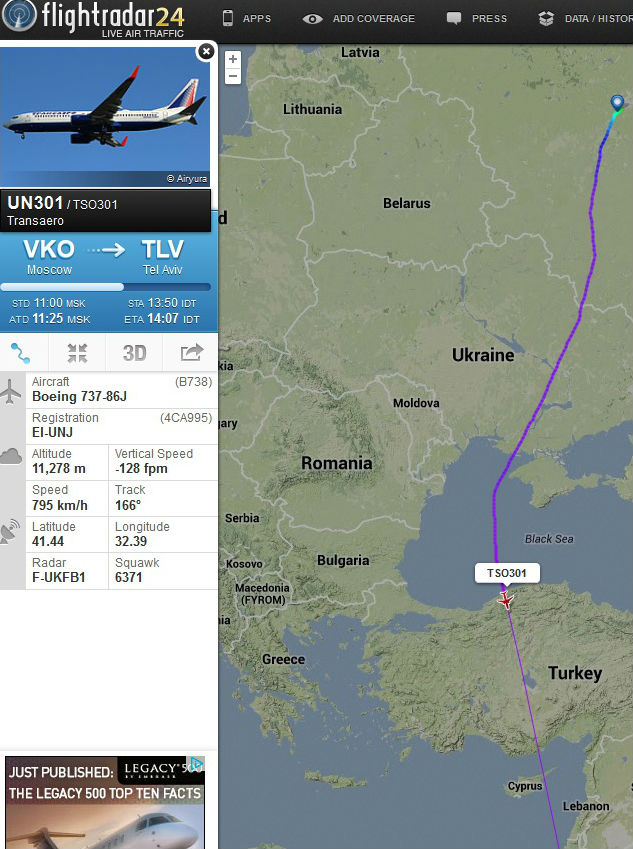 flightradar24
LIVE AIR TRAFFIC
APPS
ADD COVERAGE
PRESS
DATA / HISTOR
© Airyura
UN301 / TSO301
Transaero
VKO TLV
Moscow Tel Aviv
STD 11:00 MSK STA 13:50 IDT
ATD 11:25 MSK ETA 14:07 IDT
3D
Aircraft (B738)
Boeing 737-86J
Registration (4CA995)
EI-UNJ
Altitude Vertical Speed
11,278 m -128 fpm
Speed Track
795 km/h 166°
Latitude Longitude
41.44 32.39
Radar Squawk
F-UKFB1 6371
JUST PUBLISHED: LEGACY 500
BY EMBRAER
THE LEGACY 500 TOP TEN FACTS
+
−
Latvia
Lithuania
Belarus
d
Ukraine
kia
Moldova
gary
Romania
Serbia
Black Sea
Bulgaria
Kosovo
TSO301
Macedonia
(FYROM)
ia
Greece
Turkey
Cyprus
Lebanon